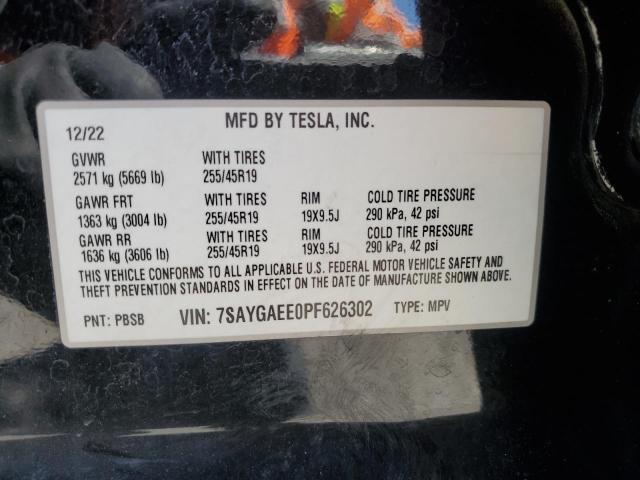 12/22 MFD BY TESLA, INC.
GVWR WITH TIRES
2571 kg (5669 lb) 255/45R19
GAWR FRT WITH TIRES RIM COLD TIRE PRESSURE
1363 kg (3004 lb) 255/45R19 19X9.5J 290 kPa, 42 psi
GAWR RR WITH TIRES RIM COLD TIRE PRESSURE
1636 kg (3606 lb) 255/45R19 19X9.5J 290 kPa, 42 psi
THIS VEHICLE CONFORMS TO ALL APPLICABLE U.S. FEDERAL MOTOR VEHICLE SAFETY AND
THEFT PREVENTION STANDARDS IN EFFECT ON THE DATE OF MANUFACTURE SHOWN ABOVE.
PNT: PBSB VIN: 7SAYGAEE0PF626302 TYPE: MPV